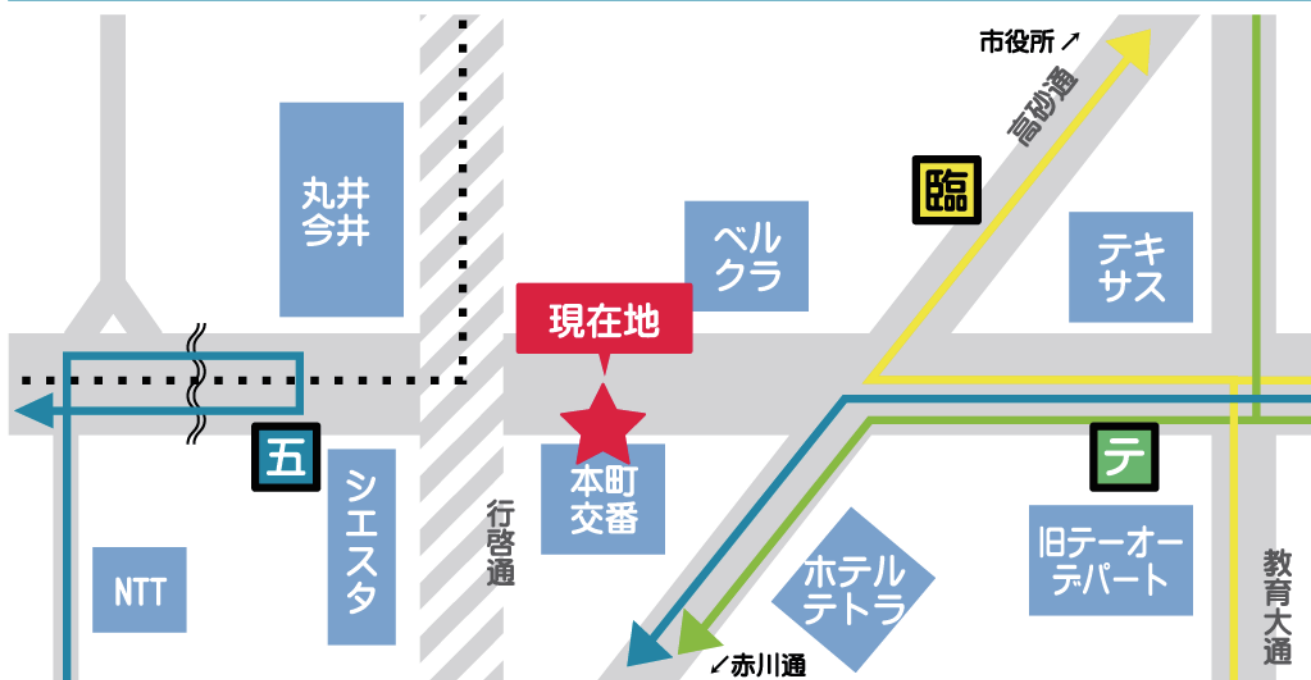 市役所↗
高砂通
臨
丸井
今井
ベル
クラ
テキ
サス
現在地
五
テ
シエスタ
本町
交番
行啓通
NTT
ホテル
テトラ
旧テーオー
デパート
教育大通
↙赤川通